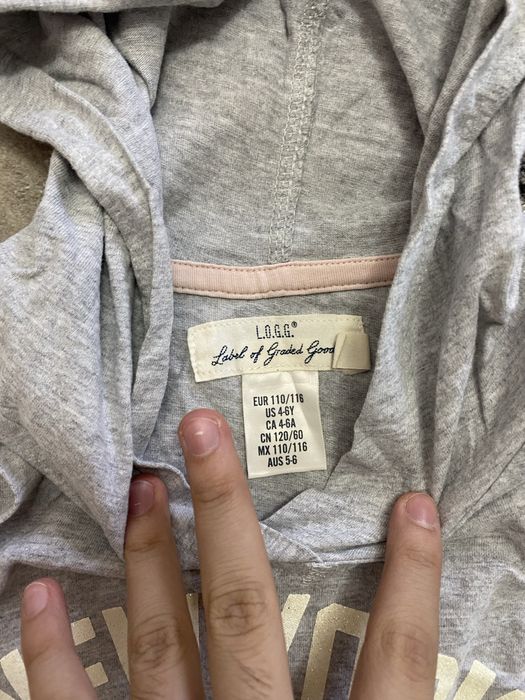 L.O.G.G.®
Label of Graded Good
EUR 110/116
US 4-6Y
CA 4-6A
CN 120/60
MX 110/116
AUS 5-6